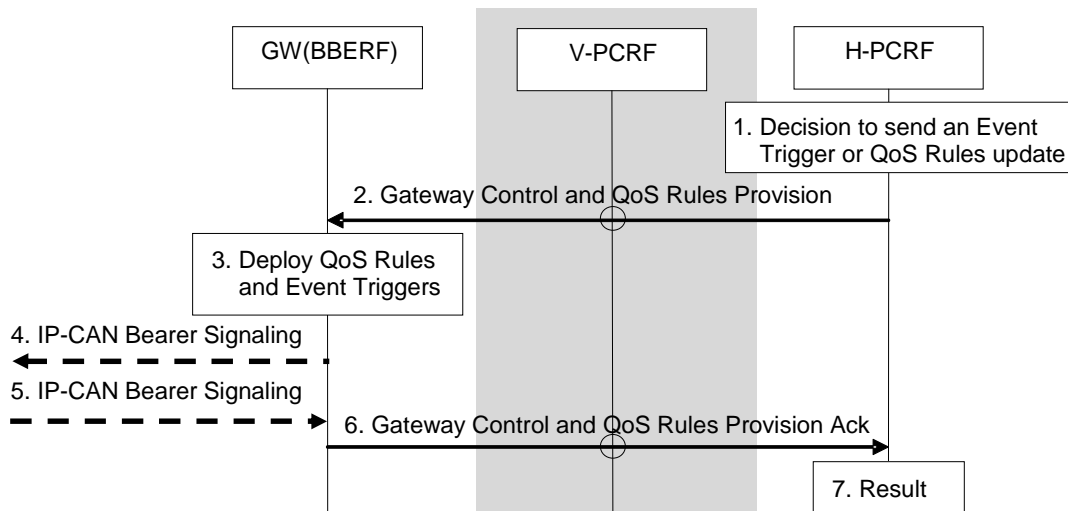 GW(BBERF)
V-PCRF
H-PCRF
1. Decision to send an Event
Trigger or QoS Rules update
2. Gateway Control and QoS Rules Provision
3. Deploy QoS Rules
and Event Triggers
4. IP-CAN Bearer Signaling
5. IP-CAN Bearer Signaling
6. Gateway Control and QoS Rules Provision Ack
7. Result